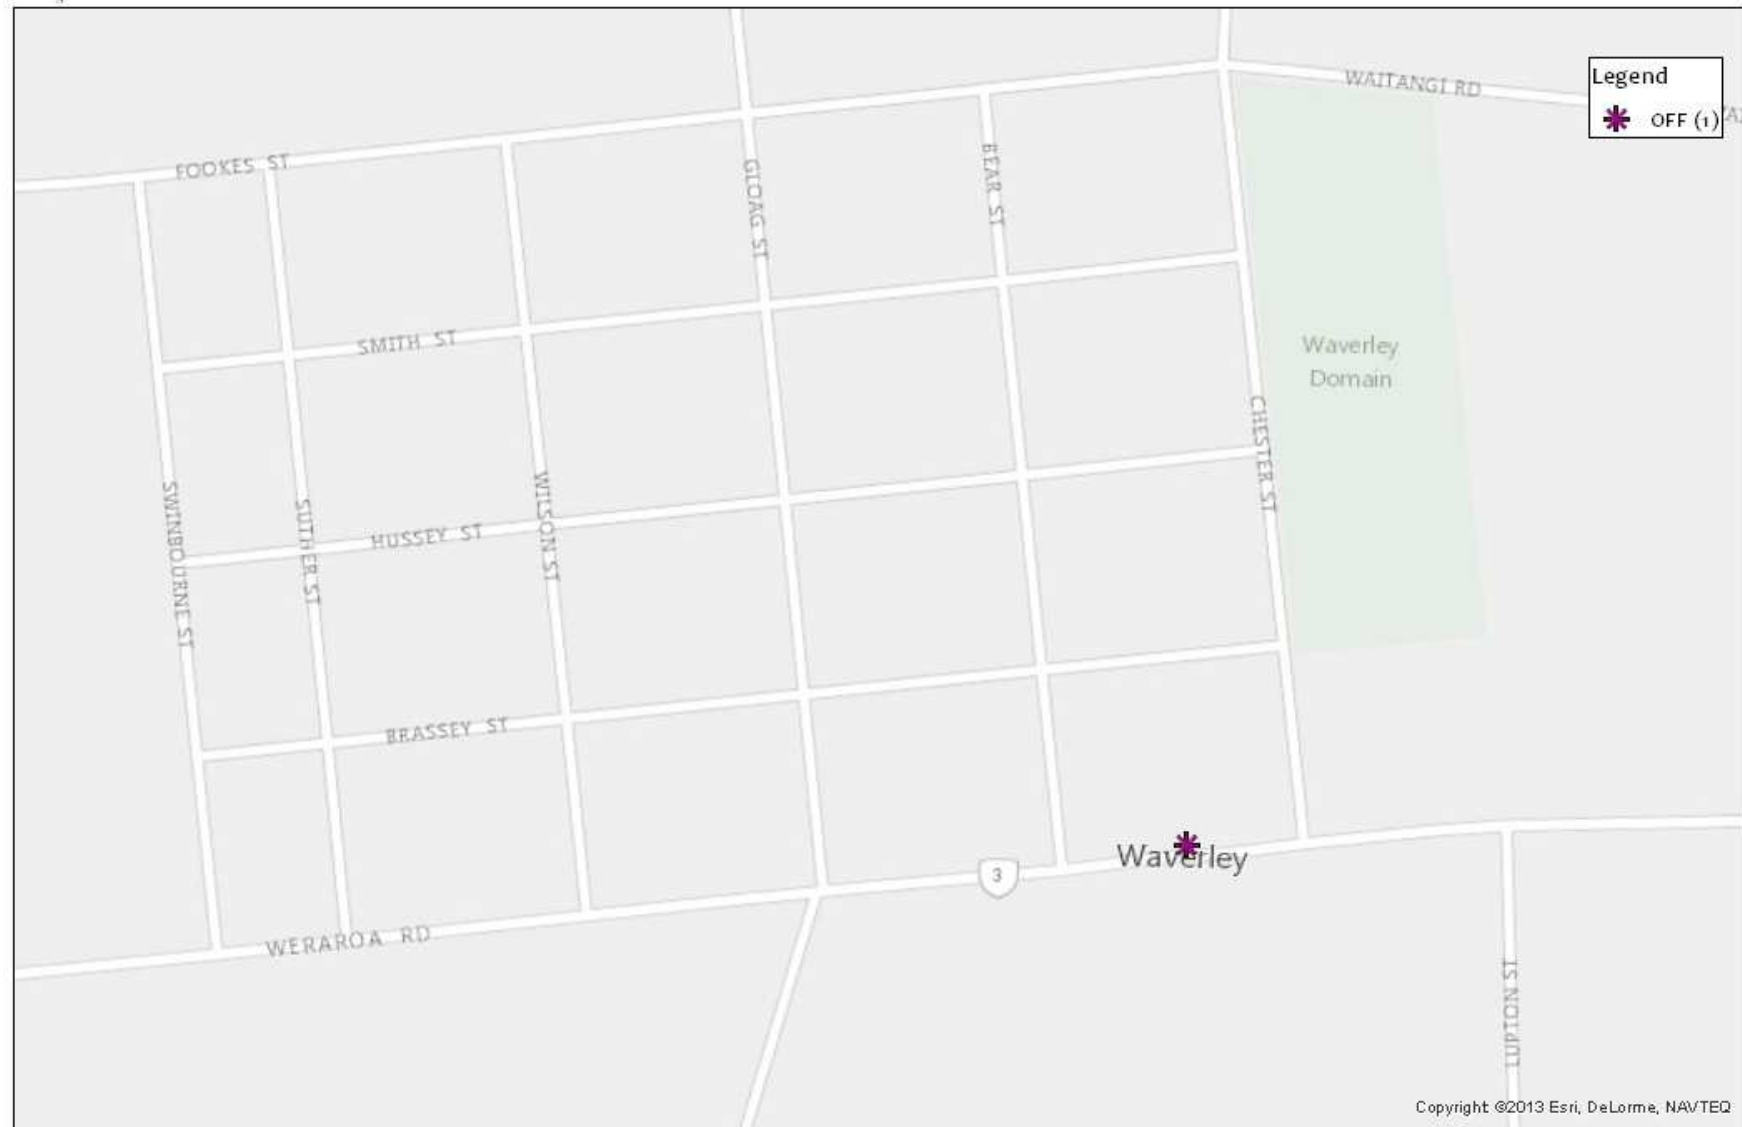 Legend
OFF (1)
WAITANGI RD
FOOKES ST
GLOAG ST
BEAR ST
SMITH ST
Waverley
Domain
CHESTER ST
SWINBOURNE ST
SUTHER ST
WILSON ST
HUSSEY ST
BRASSEY ST
Waverley
3
WERAROA RD
LUPTON ST
Copyright ©2013 Esri, DeLorme, NAVTEQ